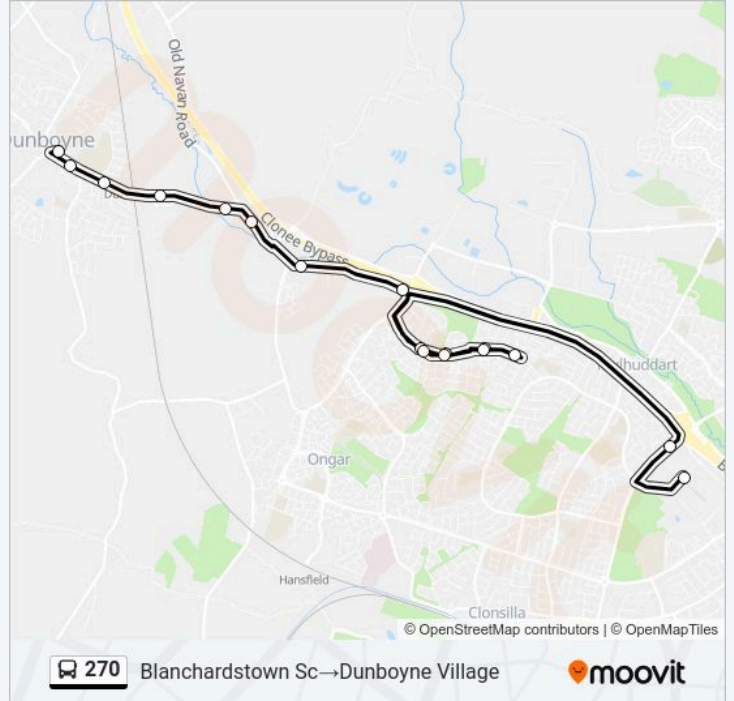 Old Navan Road
unboyne
Clonee Bypass
lhuddart
Ongar
Hansfield
Clonsilla
© OpenStreetMap contributors | © OpenMapTiles
270
Blanchardstown Sc→Dunboyne Village
moovit